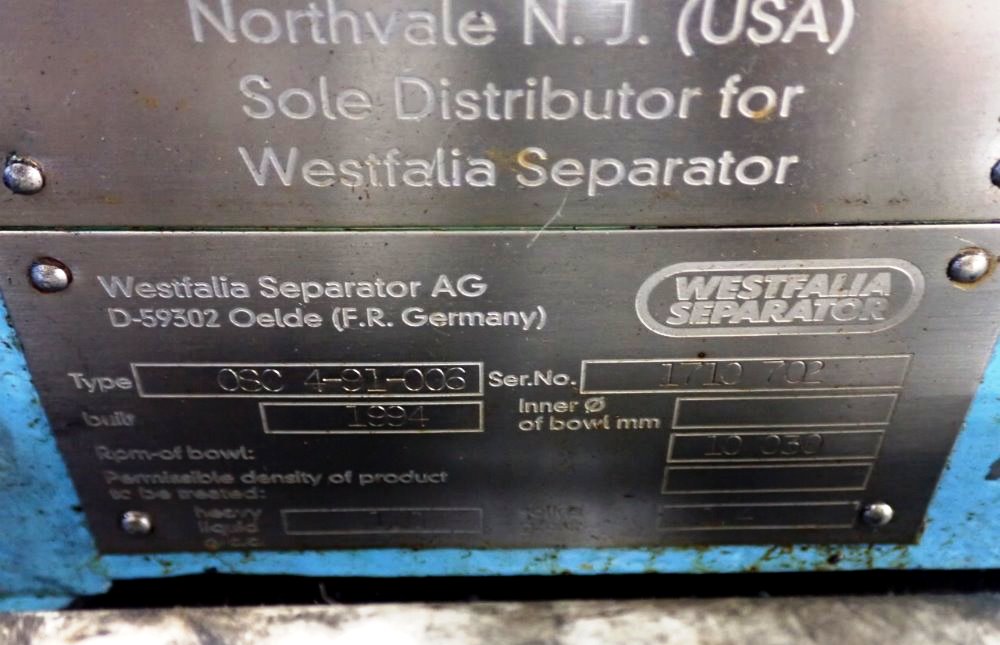 Northvale N. J. (USA)
Sole Distributor for
Westfalia Separator
Westfalia Separator AG
D-59302 Oelde (F.R. Germany)
WESTFALIA
SEPARATOR
Type OSC 4-91-006 Ser.No. 1710 702
built 1994 Inner Ø
of bowl mm
Rpm-of bowl: 10 030
Permissible density of product
to be treated:
heavy
liquid